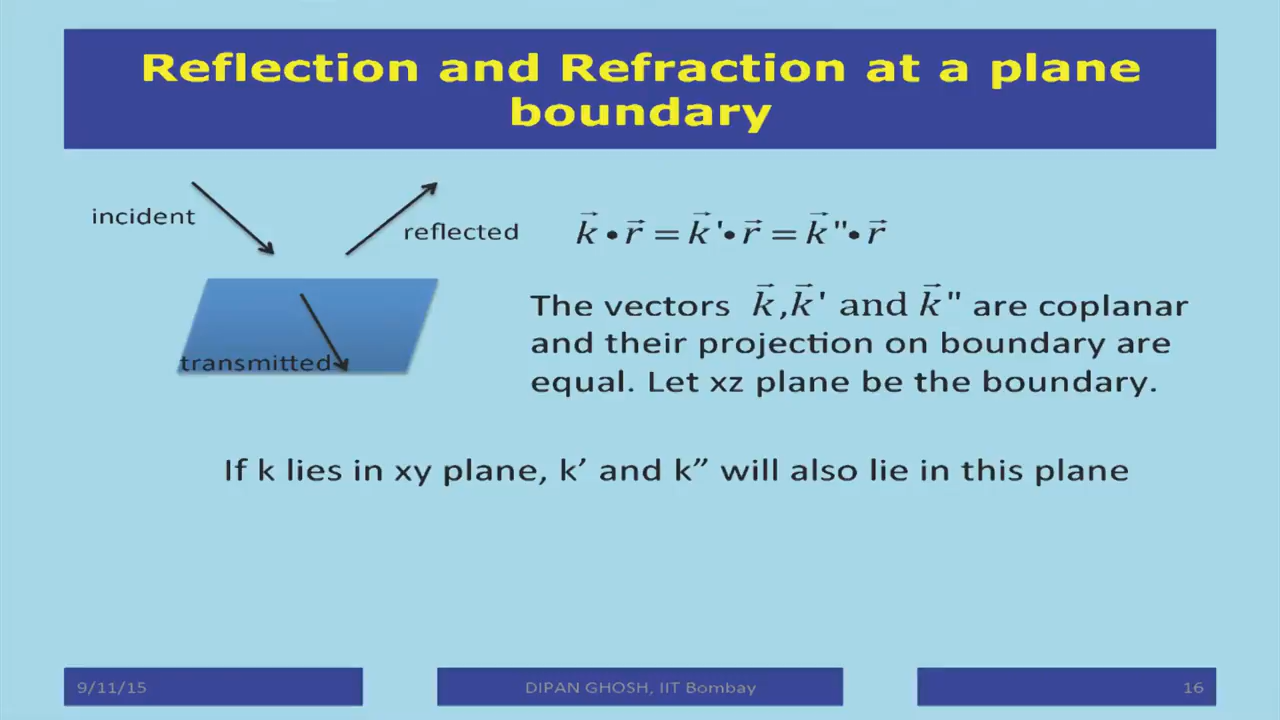 Reflection and Refraction at a plane
boundary
incident
reflected
transmitted
k⃗ • r⃗ = k⃗ '• r⃗ = k⃗ "• r⃗
The vectors k⃗ ,k⃗ ' and k⃗ " are coplanar
and their projection on boundary are
equal. Let xz plane be the boundary.
If k lies in xy plane, k’ and k” will also lie in this plane
9/11/15
DIPAN GHOSH, IIT Bombay
16